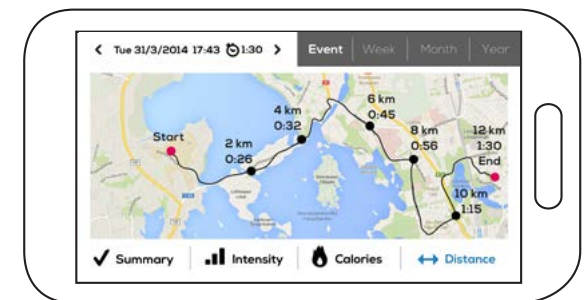 Tue 31/3/2014 17:43 1:30
Event Week Month Year
4 km
0:32
6 km
0:45
Start
2 km
0:26
8 km
0:56
12 km
1:30
End
10 km
1:15
Summary
Intensity
Calories
Distance